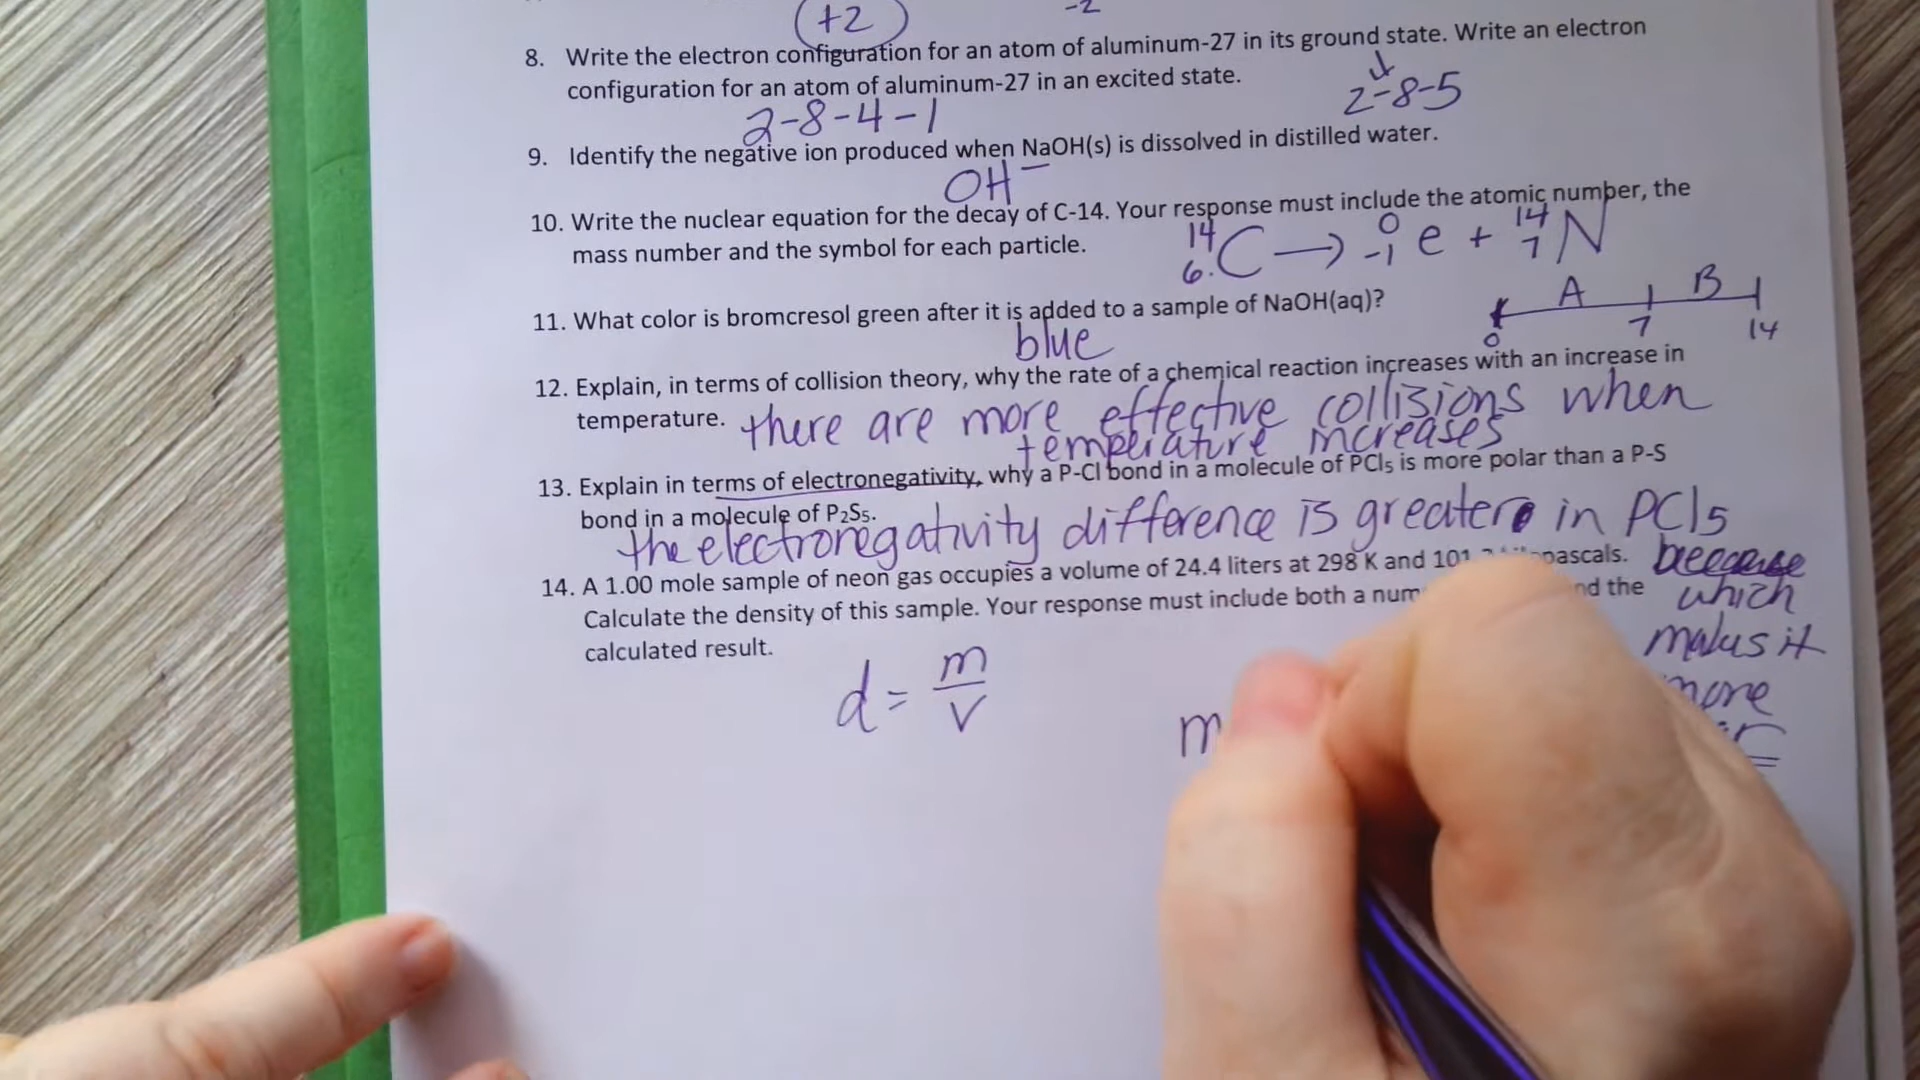 +2
-2
8. Write the electron configuration for an atom of aluminum-27 in its ground state. Write an electron
configuration for an atom of aluminum-27 in an excited state.
2-8-5
2-8-4-1
9. Identify the negative ion produced when NaOH(s) is dissolved in distilled water.
OH⁻
10. Write the nuclear equation for the decay of C-14. Your response must include the atomic number, the
mass number and the symbol for each particle.
¹⁴₆C → ⁰₋₁e + ¹⁴₇N
A B
0 7 14
11. What color is bromcresol green after it is added to a sample of NaOH(aq)?
blue
12. Explain, in terms of collision theory, why the rate of a chemical reaction increases with an increase in
temperature. there are more effective collisions when
temperature increases
13. Explain in terms of electronegativity, why a P-Cl bond in a molecule of PCl₅ is more polar than a P-S
bond in a molecule of P₂S₅.
the electronegativity difference is greater in PCl5
which
makes it
more
14. A 1.00 mole sample of neon gas occupies a volume of 24.4 liters at 298 K and 101 pascals.
Calculate the density of this sample. Your response must include both a the
calculated result.
d = m/v
m